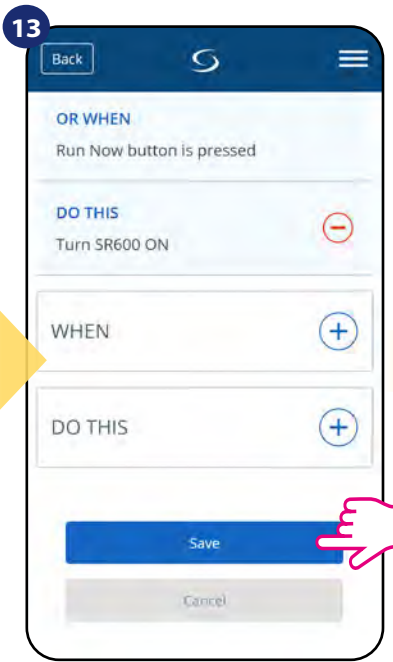 13
Back
OR WHEN
Run Now button is pressed
DO THIS
Turn SR600 ON
WHEN
DO THIS
Save
Cancel